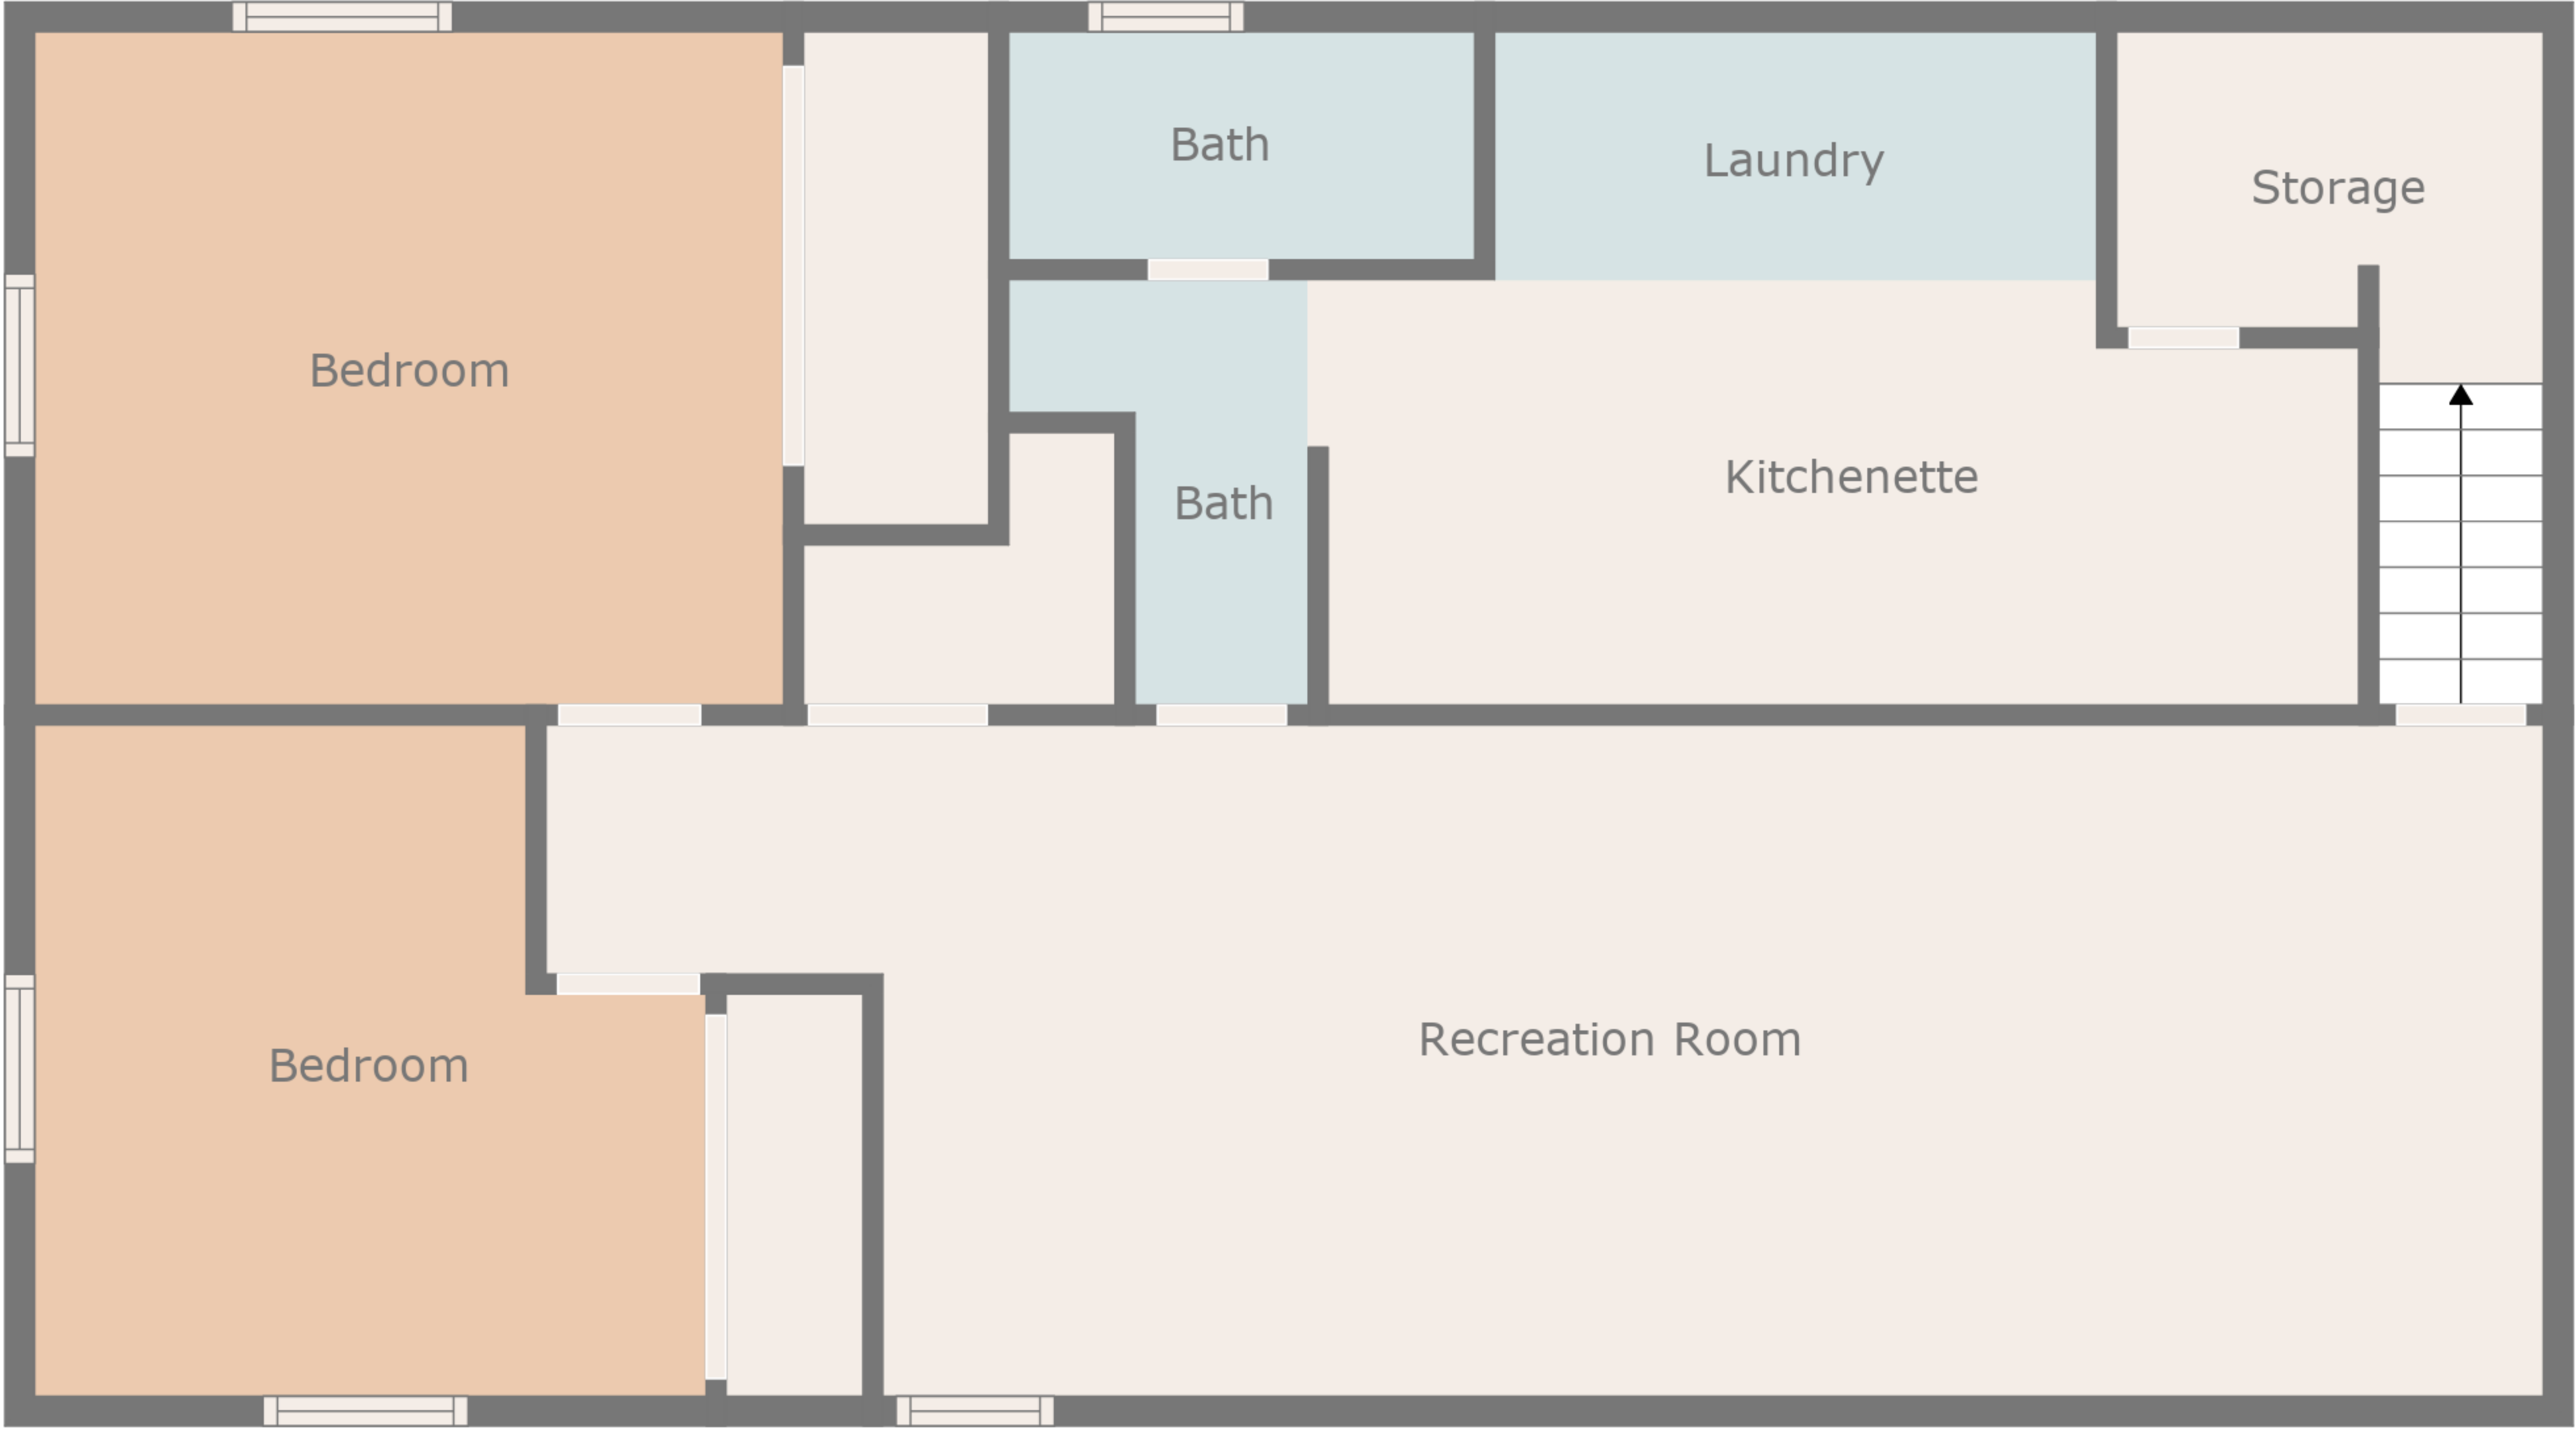 Bath
Laundry
Storage
Bedroom
Kitchenette
Bath
Recreation Room
Bedroom